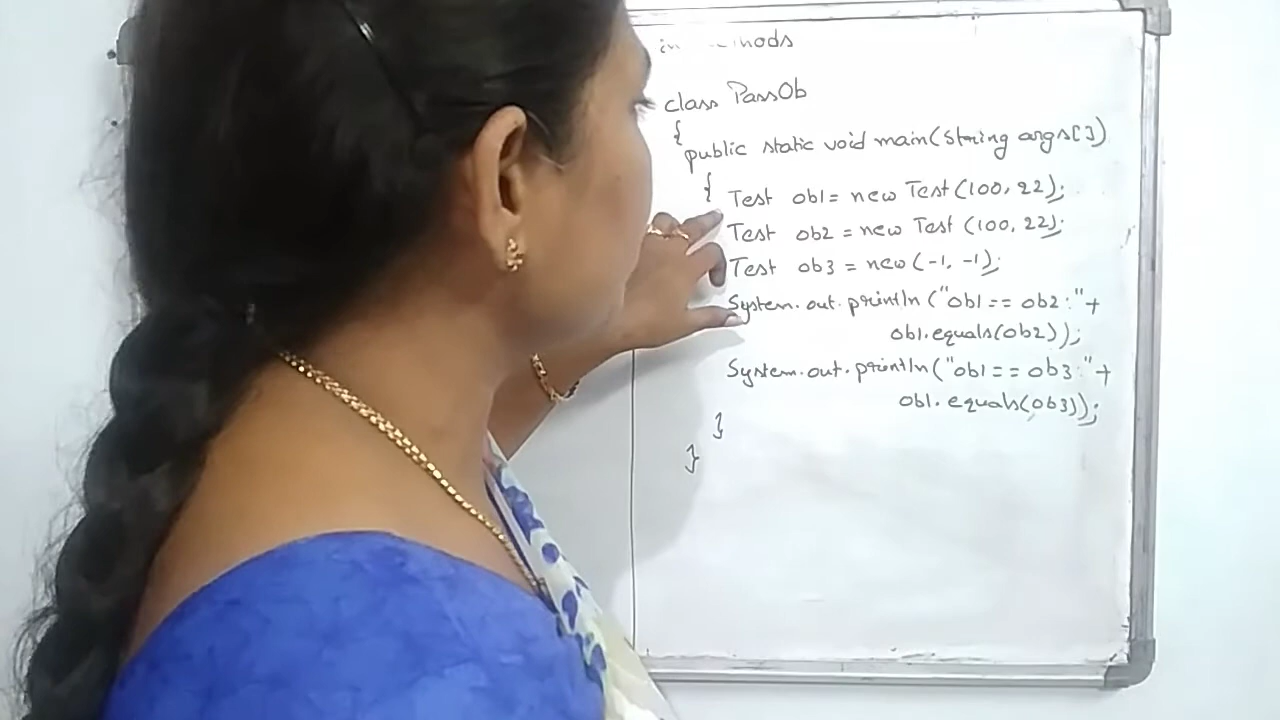 in
class PassOb
{
public static void main(String args[])
{ Test ob1 = new Test(100, 22);
Test ob2 = new Test (100, 22);
Test ob3 = new (-1, -1);
System.out.println ("ob1 == ob2:"+
ob1.equals(ob2));
System.out.println("ob1 == ob3:"+
ob1.equals(ob3));
}
}